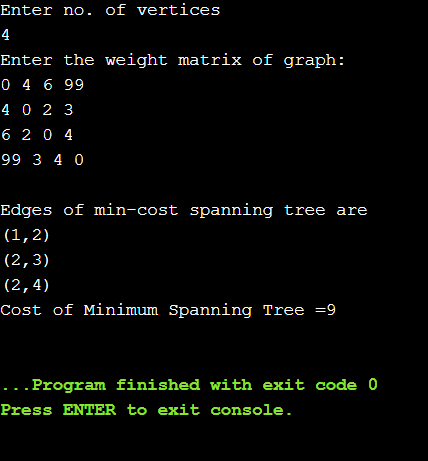 Enter no. of vertices
4
Enter the weight matrix of graph:
0 4 6 99
4 0 2 3
6 2 0 4
99 3 4 0
Edges of min-cost spanning tree are
(1,2)
(2,3)
(2,4)
Cost of Minimum Spanning Tree =9
...Program finished with exit code 0
Press ENTER to exit console.